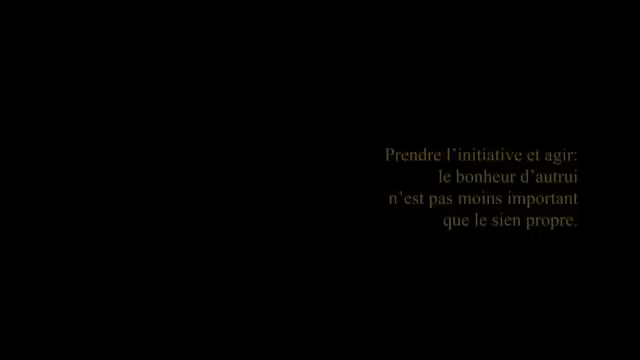 Prendre l’initiative et agir:
le bonheur d’autrui
n’est pas moins important
que le sien propre.